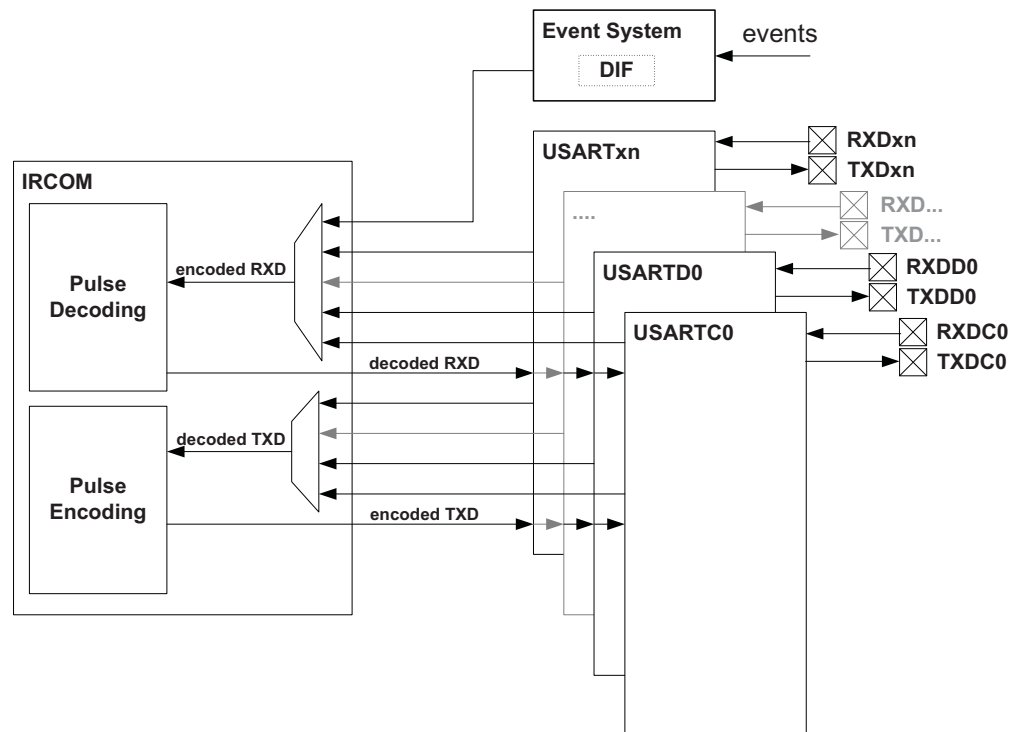 Event System
DIF
events
USARTxn
RXDxn
TXDxn
IRCOM
....
RXD...
TXD...
encoded RXD
Pulse
Decoding
USARTD0
RXDD0
TXDD0
USARTC0
RXDC0
TXDC0
decoded RXD
decoded TXD
Pulse
Encoding
encoded TXD